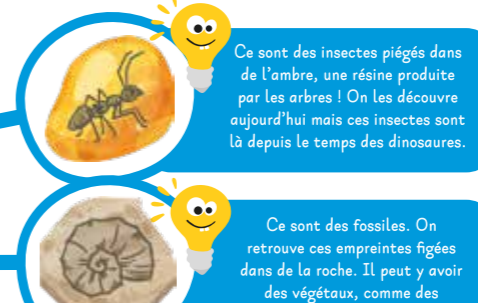 Ce sont des insectes piégés dans
de l'ambre, une résine produite
par les arbres ! On les découvre
aujourd'hui mais ces insectes sont
là depuis le temps des dinosaures.
Ce sont des fossiles. On
retrouve ces empreintes figées
dans de la roche. Il peut y avoir
des végétaux, comme des